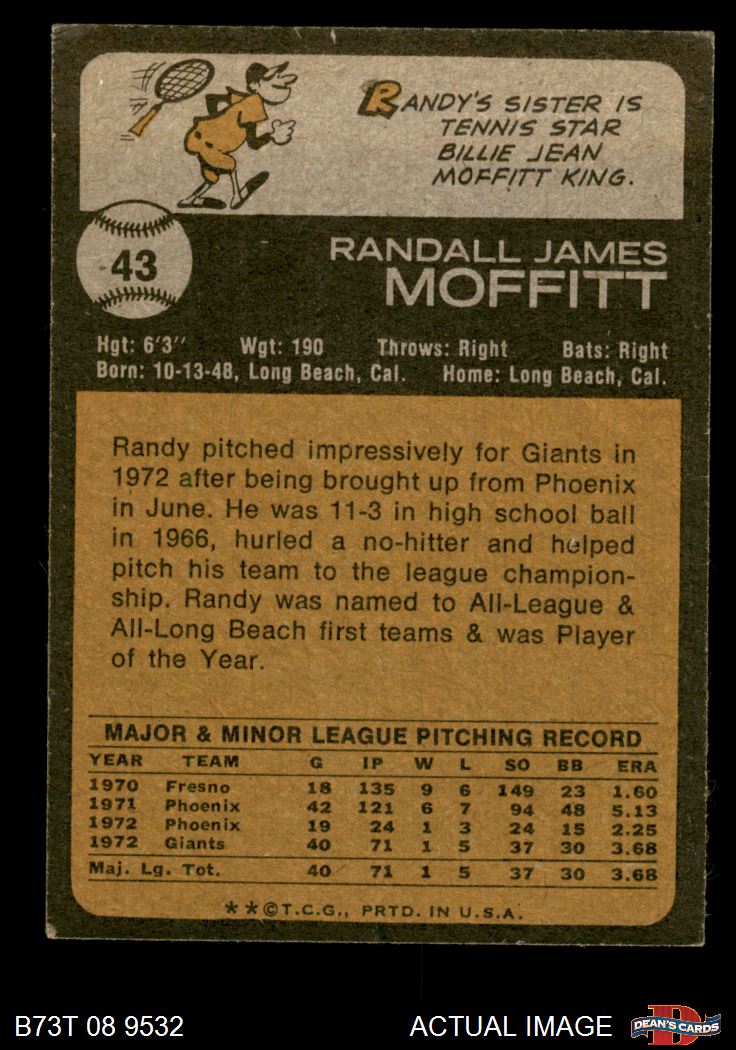 RANDY'S SISTER IS
TENNIS STAR
BILLIE JEAN
MOFFITT KING.
43
RANDALL JAMES
MOFFITT
Hgt: 6'3" Wgt: 190 Throws: Right Bats: Right
Born: 10-13-48, Long Beach, Cal. Home: Long Beach, Cal.
Randy pitched impressively for Giants in
1972 after being brought up from Phoenix
in June. He was 11-3 in high school ball
in 1966, hurled a no-hitter and helped
pitch his team to the league champion-
ship. Randy was named to All-League &
All-Long Beach first teams & was Player
of the Year.
MAJOR & MINOR LEAGUE PITCHING RECORD
YEAR TEAM G IP W L SO BB ERA
1970 Fresno 18 135 9 6 149 23 1.60
1971 Phoenix 42 121 6 7 94 48 5.13
1972 Phoenix 19 24 1 3 24 15 2.25
1972 Giants 40 71 1 5 37 30 3.68
Maj. Lg. Tot. 40 71 1 5 37 30 3.68
**©T.C.G., PRTD. IN U.S.A.
B73T 08 9532 ACTUAL IMAGE D DEAN'S CARDS